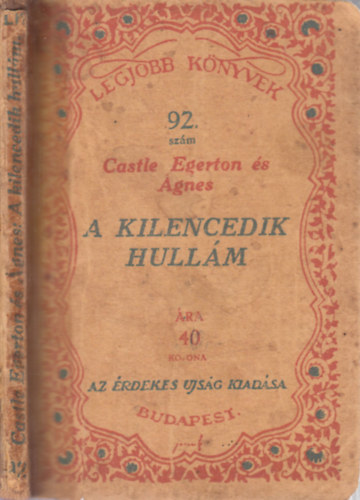 LEGJOBB KÖNYVEK
92.
szám
Castle Egerton és
Ágnes
A KILENCEDIK
HULLÁM
ÁRA
40
KORONA
AZ ÉRDEKES UJSÁG KIADÁSA
BUDAPEST.
Castle Egerton és Ágnes: A kilencedik hullám